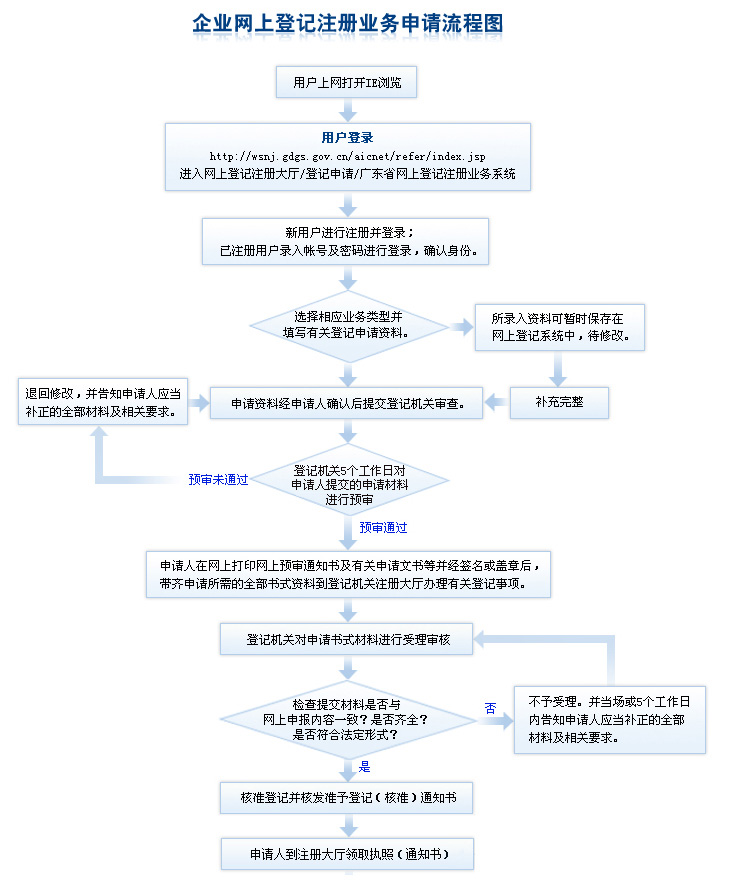 企业网上登记注册业务申请流程图
用户上网打开IE浏览
用户登录
http://wsnj.gdgs.gov.cn/aicnet/refer/index.jsp
进入网上登记注册大厅/登记申请/广东省网上登记注册业务系统
新用户进行注册并登录；
已注册用户录入帐号及密码进行登录，确认身份。
选择相应业务类型并
填写有关登记申请资料。
所录入资料可暂时保存在
网上登记系统中，待修改。
退回修改，并告知申请人应当
补正的全部材料及相关要求。
申请资料经申请人确认后提交登记机关审查。
补充完整
登记机关5个工作日对
申请人提交的申请材料
进行预审
预审未通过
预审通过
申请人在网上打印网上预审通知书及有关申请文书等并经签名或盖章后，
带齐申请所需的全部书式资料到登记机关注册大厅办理有关登记事项。
登记机关对申请书式材料进行受理审核
检查提交材料是否与
网上申报内容一致？是否齐全？
是否符合法定形式？
否
不予受理。并当场或5个工作日
内告知申请人应当补正的全部
材料及相关要求。
是
核准登记并核发准予登记（核准）通知书
申请人到注册大厅领取执照（通知书）